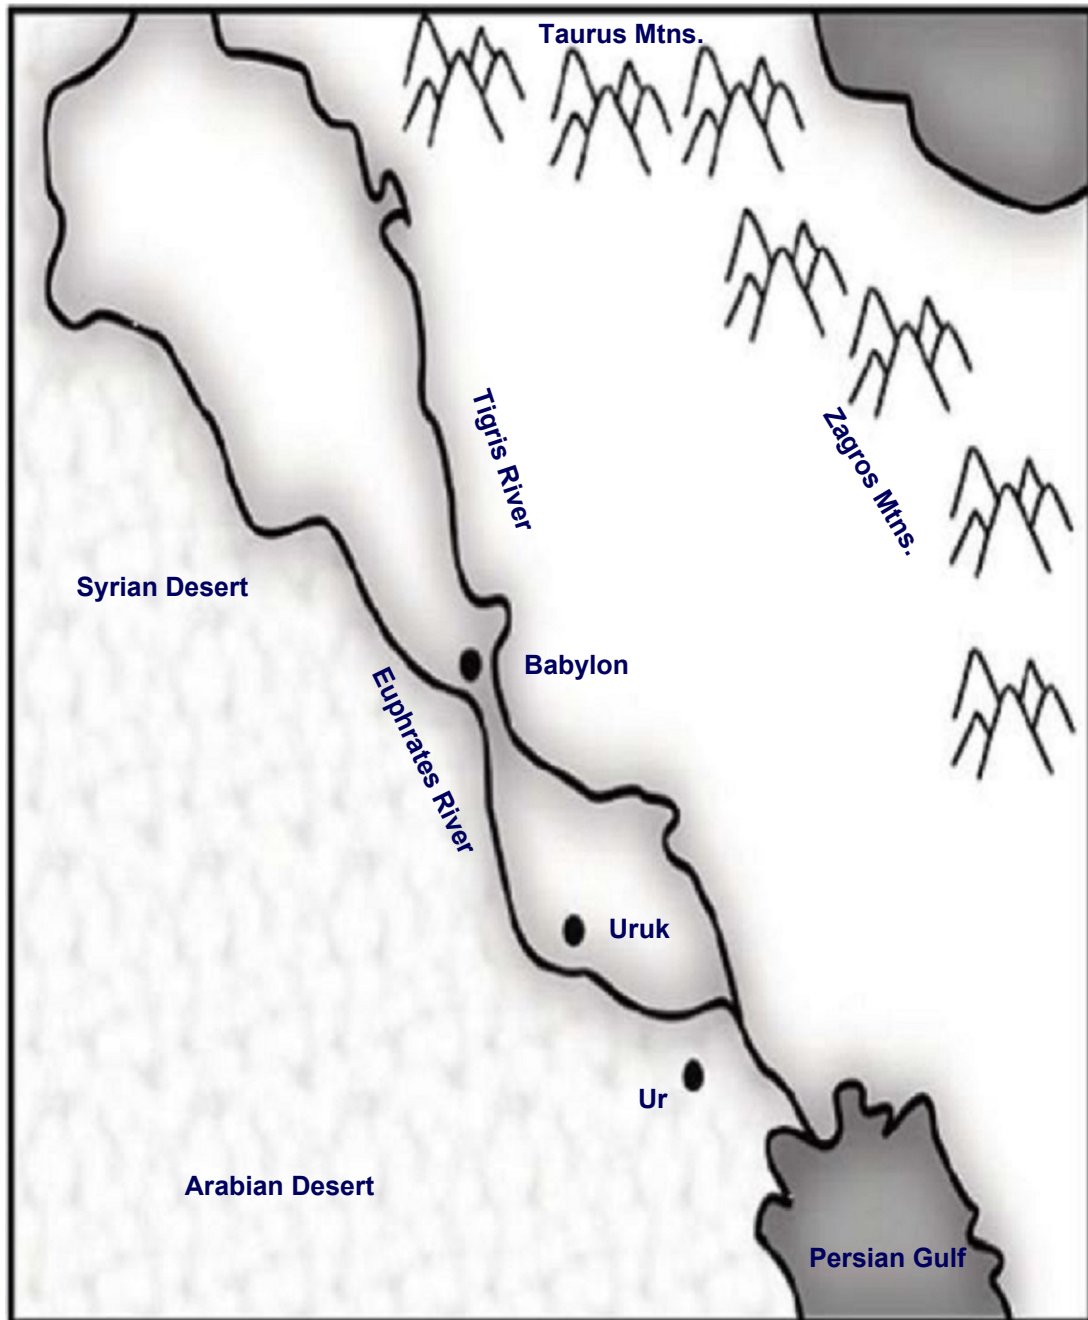 Taurus Mtns.
Tigris River
Zagros Mtns.
Syrian Desert
Babylon
Euphrates River
Uruk
Ur
Arabian Desert
Persian Gulf